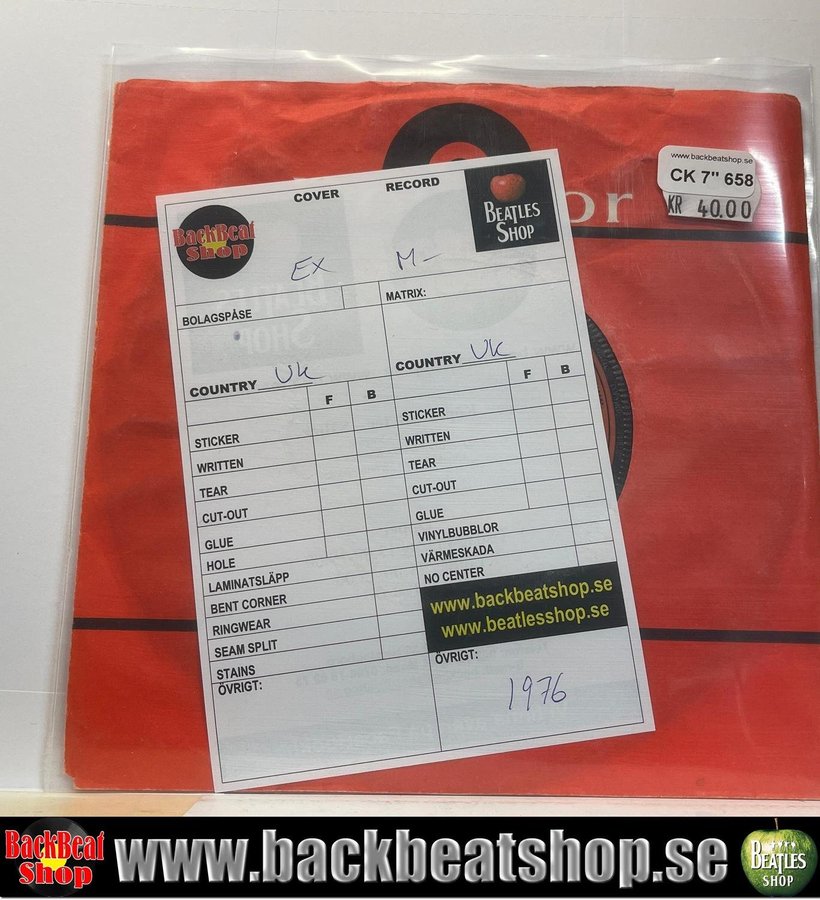 www.backbeatshop.se
CK 7" 658
KR 40.00
or
BackBeat
Shop
COVER RECORD
BEATLES
SHOP
EX M-
BOLAGSPÅSE MATRIX:
COUNTRY UK COUNTRY UK
F B F B
STICKER STICKER
WRITTEN WRITTEN
TEAR TEAR
CUT-OUT CUT-OUT
GLUE GLUE
HOLE VINYLBUBBLOR
LAMINATSLÄPP VÄRMESKADA
BENT CORNER NO CENTER
RINGWEAR
SEAM SPLIT
STAINS
www.backbeatshop.se
www.beatlesshop.se
ÖVRIGT: ÖVRIGT:
1976
BackBeat
Shop
www.backbeatshop.se
BEATLES
SHOP